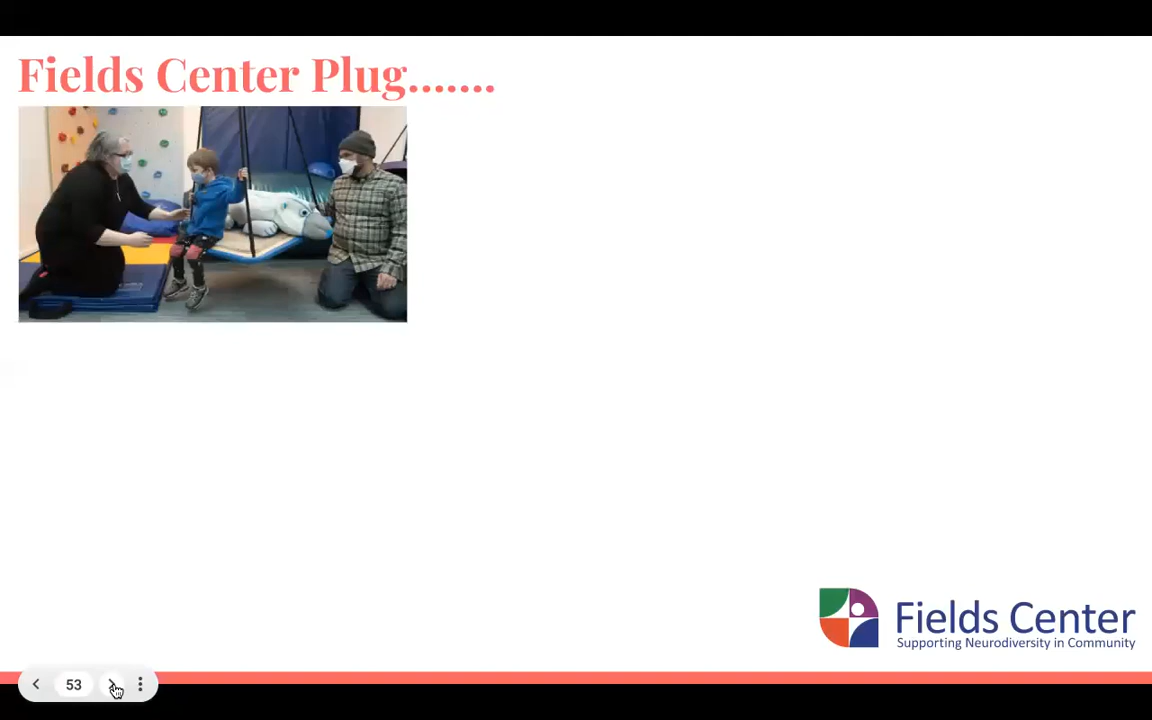 Fields Center Plug.......
Fields Center
Supporting Neurodiversity in Community
53